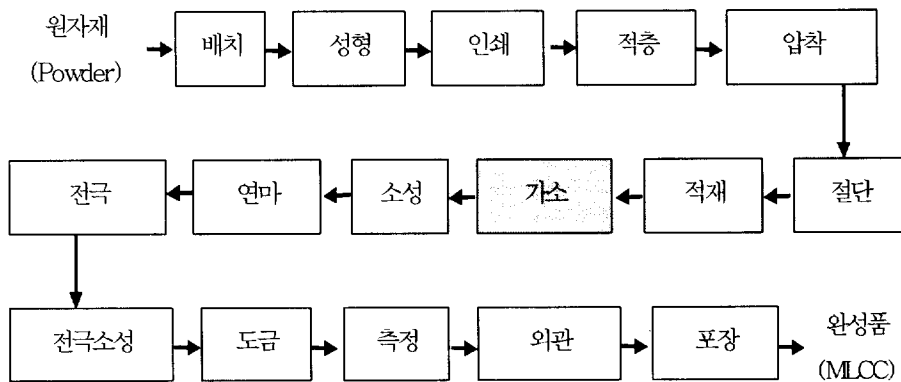 원자재
(Powder)
배치
성형
인쇄
적층
압착
절단
적재
가소
소성
연마
전극
전극소성
도금
측정
외관
포장
완성품
(MLCC)